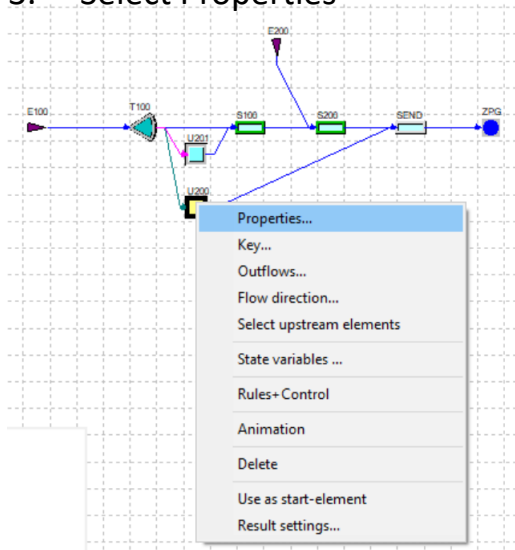 3. Select Properties
E200
E100
T100
S100
S200
SEND
ZPG
U201
U200
Properties...
Key...
Outflows...
Flow direction...
Select upstream elements
State variables ...
Rules+Control
Animation
Delete
Use as start-element
Result settings...